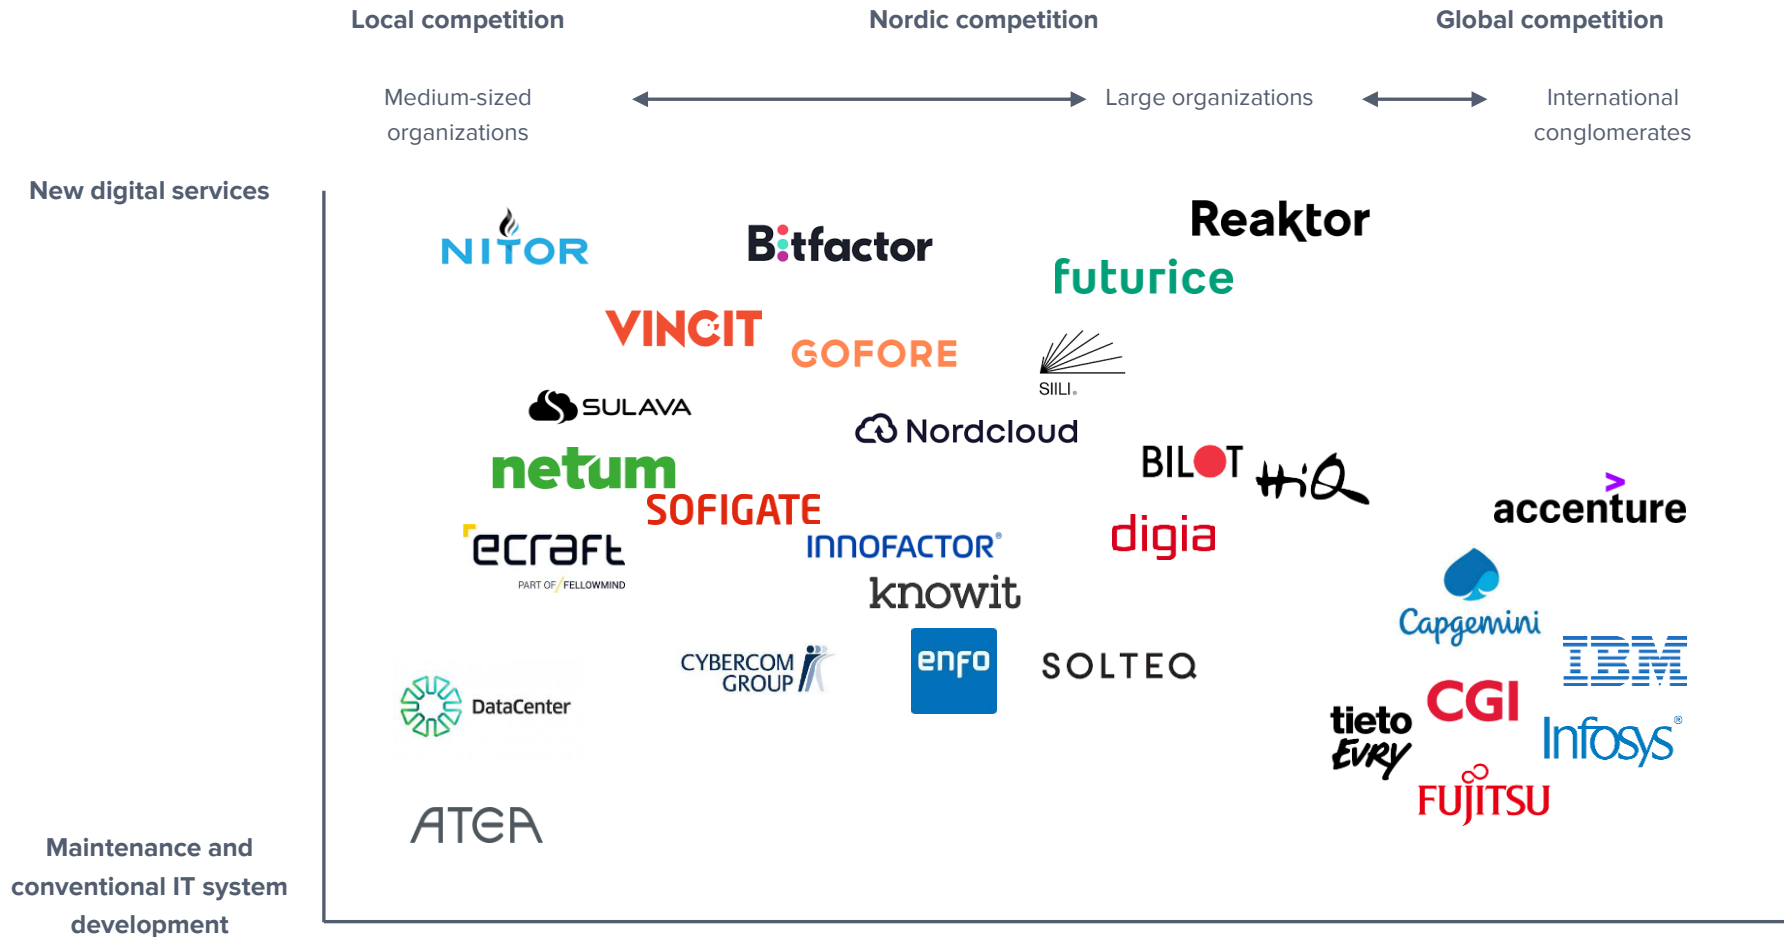 Local competition
Nordic competition
Global competition
Medium-sized
organizations
Large organizations
International
conglomerates
New digital services
NITOR
Bitfactor
Reaktor
futurice
VINCIT
GOFORE
SIILI®
SULAVA
Nordcloud
netum
BILOT
HiQ
SOFIGATE
accenture
digia
ecraft
PART OF / FELLOWMIND
INNOFACTOR®
knowit
Capgemini
CYBERCOM
GROUP
enfo
SOLTEQ
IBM
DataCenter
CGI
tieto
EVRY
Infosys®
FUJITSU
ATEA
Maintenance and
conventional IT system
development